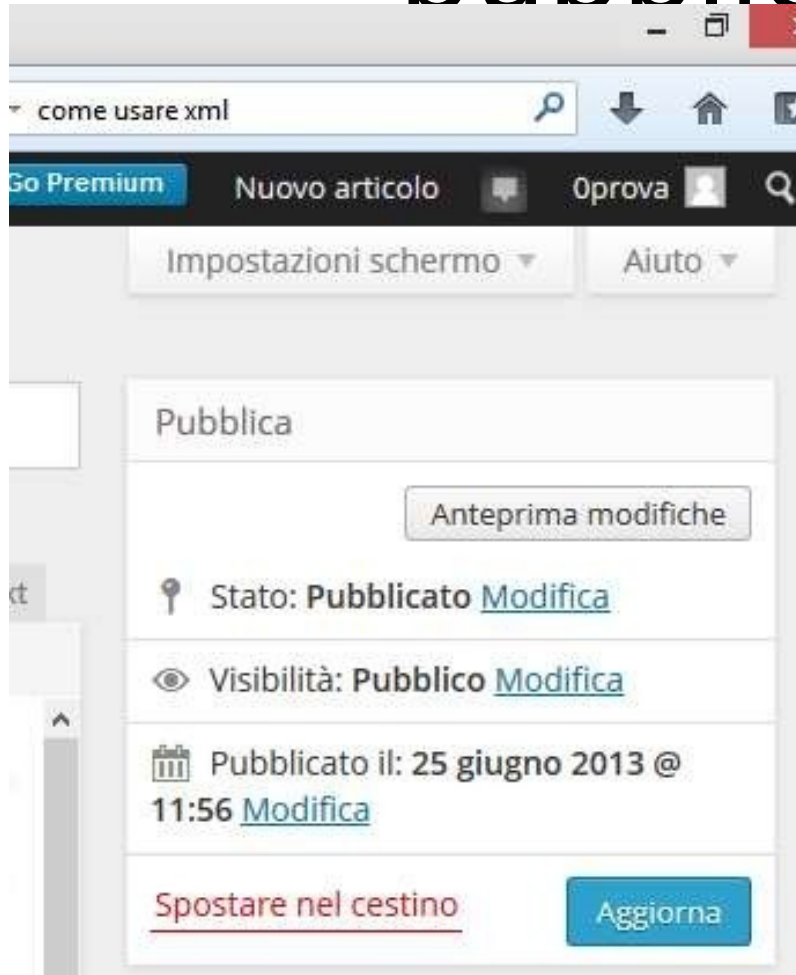 come usare xml
Go Premium Nuovo articolo 0prova
Impostazioni schermo Aiuto
Pubblica
Anteprima modifiche
Stato: Pubblicato Modifica
Visibilità: Pubblico Modifica
Pubblicato il: 25 giugno 2013 @
11:56 Modifica
Spostare nel cestino Aggiorna